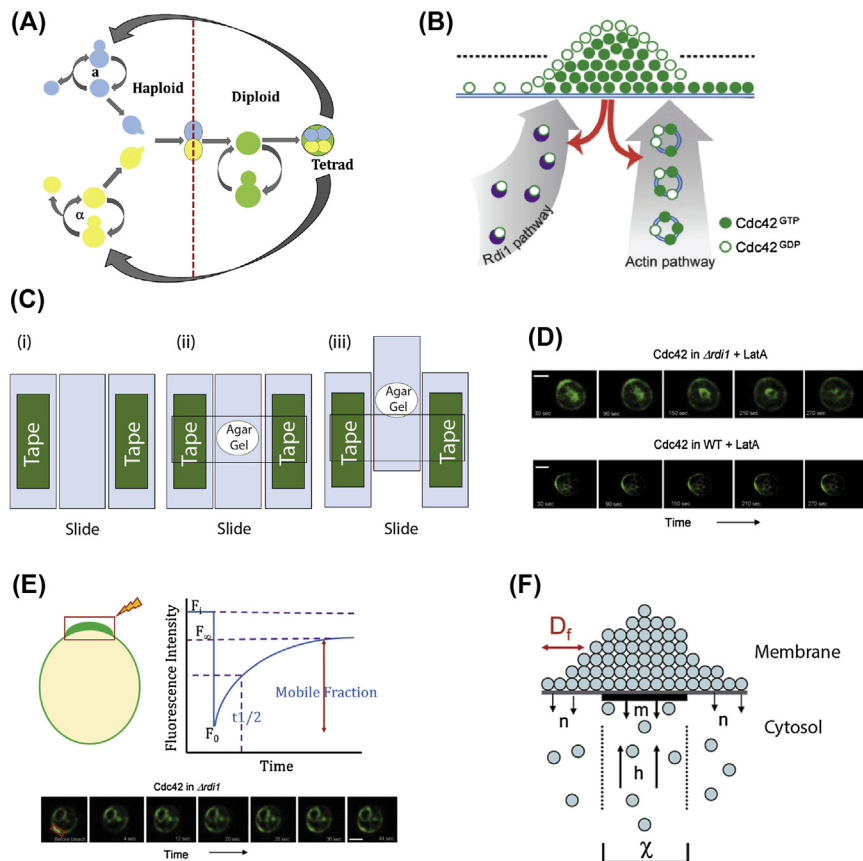 (A)
a
Haploid
Diploid
Tetrad
α
(B)
Rdi1 pathway
Actin pathway
Cdc42GTP
Cdc42GDP
(C)
(i)
(ii)
(iii)
Tape
Tape
Agar
Gel
Tape
Tape
Agar
Gel
Tape
Slide
Slide
Slide
(D)
Cdc42 in Δrdi1 + LatA
30 sec
90 sec
150 sec
210 sec
270 sec
Cdc42 in WT + LatA
30 sec
90 sec
150 sec
210 sec
270 sec
Time
(E)
Fluorescence Intensity
Fi
F∞
F0
t1/2
Mobile Fraction
Time
Cdc42 in Δrdi1
Before bleach
4 sec
12 sec
20 sec
28 sec
36 sec
44 sec
Time
(F)
Df
Membrane
n
m
n
Cytosol
h
χ